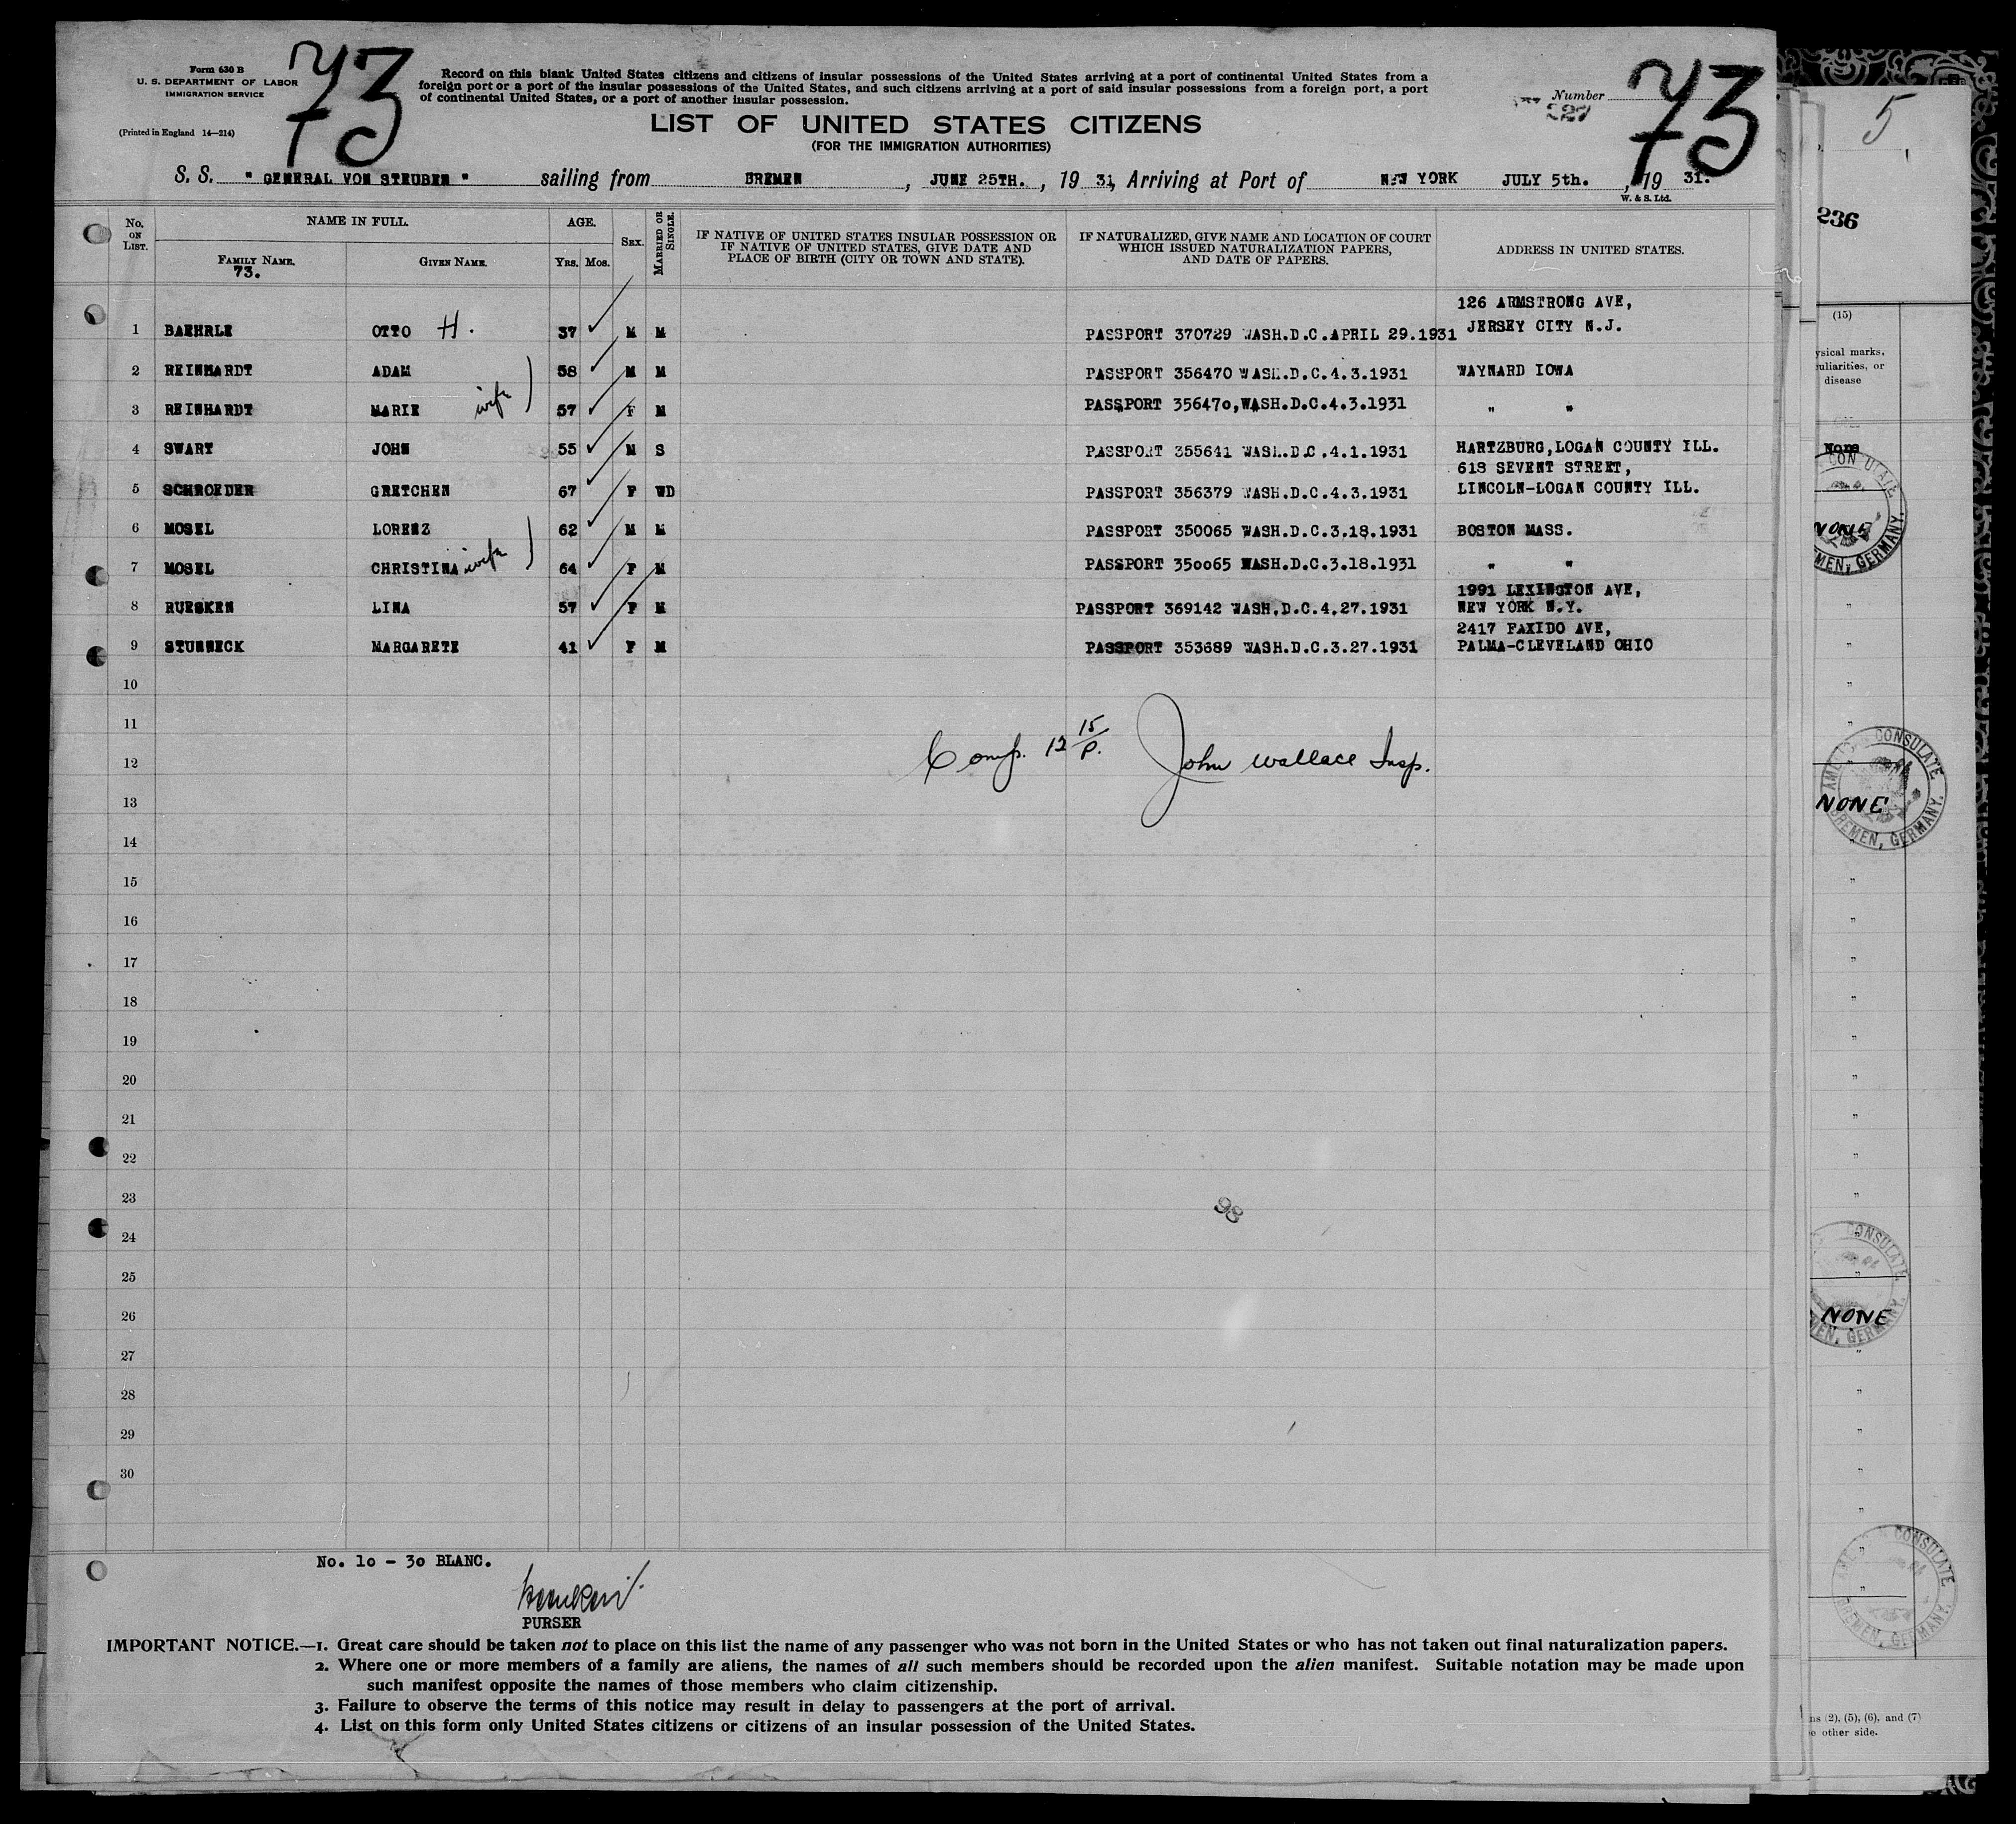 Form 630 B
U. S. DEPARTMENT OF LABOR
IMMIGRATION SERVICE
(Printed in England 14—214)
73
Record on this blank United States citizens and citizens of insular possessions of the United States arriving at a port of continental United States from a
foreign port or a port of the insular possessions of the United States, and such citizens arriving at a port of said insular possessions from a foreign port, a port
of continental United States, or a port of another insular possession.
Number
227
73
5
LIST OF UNITED STATES CITIZENS
(FOR THE IMMIGRATION AUTHORITIES)
S. S. " GENERAL VON STEUBEN " sailing from BREMEN, JUNE 25TH., 19 31, Arriving at Port of NEW YORK JULY 5th., 19 31.
W. & S. Ltd.
236
No. ON LIST. NAME IN FULL. AGE. SEX. MARRIED OR SINGLE. IF NATIVE OF UNITED STATES INSULAR POSSESSION OR IF NATIVE OF UNITED STATES, GIVE DATE AND PLACE OF BIRTH (CITY OR TOWN AND STATE). IF NATURALIZED, GIVE NAME AND LOCATION OF COURT WHICH ISSUED NATURALIZATION PAPERS, AND DATE OF PAPERS. ADDRESS IN UNITED STATES.
FAMILY NAME. GIVEN NAME. YRS. MOS.
73.
126 ARMSTRONG AVE,
1 BAEHRLE OTTO H. 37 M M PASSPORT 370729 WASH.D.C.APRIL 29.1931 JERSEY CITY N.J.
2 REINHARDT ADAM 58 M M PASSPORT 356470 WASH.D.C.4.3.1931 WAYNARD IOWA
3 REINHARDT MARIE wife 57 F M PASSPORT 35647o,WASH.D.C.4.3.1931 " "
4 SWART JOHN 55 M S PASSPORT 355641 WASH.D.C.4.1.1931 HARTZBURG,LOGAN COUNTY ILL.
618 SEVENT STREET,
5 SCHROEDER GRETCHEN 67 F WD PASSPORT 356379 WASH.D.C.4.3.1931 LINCOLN-LOGAN COUNTY ILL.
6 MOSEL LORENZ 62 M M PASSPORT 350065 WASH.D.C.3.18.1931 BOSTON MASS.
7 MOSEL CHRISTINA wife 64 F M PASSPORT 35oo65 WASH.D.C.3.18.1931 " "
1991 LEXINGTON AVE,
8 RUESKEN LINA 57 F M PASSPORT 369142 WASH.D.C.4.27.1931 NEW YORK N.Y.
2417 FAXIDO AVE,
9 STUNNECK MARGARETE 41 F M PASSPORT 353689 WASH.D.C.3.27.1931 PALMA-CLEVELAND OHIO
10
11
12
Comp. 12 15/P. John Wallace Insp.
13
14
15
16
17
18
19
20
21
22
23
98
24
25
26
27
28
29
30
No. 1o - 3o BLANC.
PURSER
IMPORTANT NOTICE.—1. Great care should be taken not to place on this list the name of any passenger who was not born in the United States or who has not taken out final naturalization papers.
2. Where one or more members of a family are aliens, the names of all such members should be recorded upon the alien manifest. Suitable notation may be made upon
such manifest opposite the names of those members who claim citizenship.
3. Failure to observe the terms of this notice may result in delay to passengers at the port of arrival.
4. List on this form only United States citizens or citizens of an insular possession of the United States.
(15)
ysical marks,
uliarities, or
disease
None
NONE
AMERICAN CONSULATE
BREMEN, GERMANY.
NONE
CONSULATE
NONE
CONSULATE
BREMEN, GERMANY.
ns (2), (5), (6), and (7)
e other side.